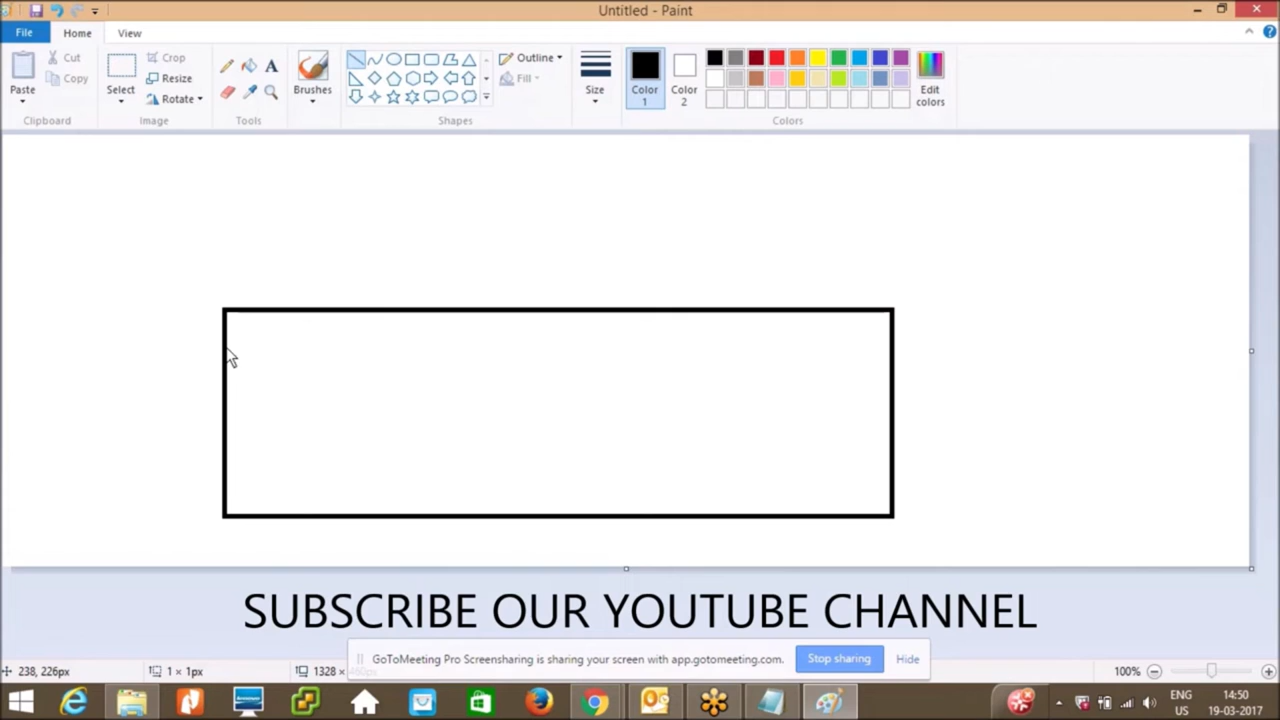 Untitled - Paint
File Home View
Paste Cut Copy Clipboard
Select Crop Resize Rotate Image
Tools
Brushes
Outline Fill Shapes
Size
Color 1 Color 2 Edit colors Colors
SUBSCRIBE OUR YOUTUBE CHANNEL
GoToMeeting Pro Screensharing is sharing your screen with app.gotomeeting.com. Stop sharing Hide
238, 226px 1 × 1px 1328 × 100%
ENG 14:50
US 19-03-2017